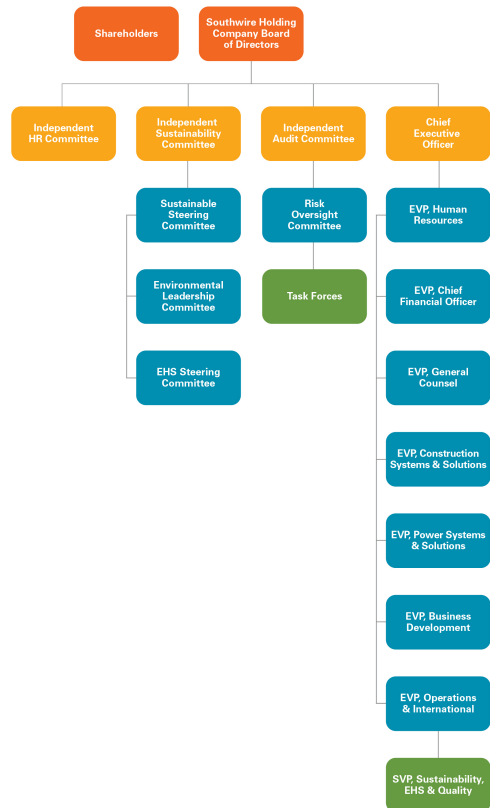 Shareholders
Southwire Holding
Company Board
of Directors
Independent
HR Committee
Independent
Sustainability
Committee
Independent
Audit Committee
Chief
Executive
Officer
Sustainable
Steering
Committee
Environmental
Leadership
Committee
EHS Steering
Committee
Risk
Oversight
Committee
Task Forces
EVP, Human
Resources
EVP, Chief
Financial Officer
EVP, General
Counsel
EVP, Construction
Systems & Solutions
EVP, Power Systems
& Solutions
EVP, Business
Development
EVP, Operations
& International
SVP, Sustainability,
EHS & Quality